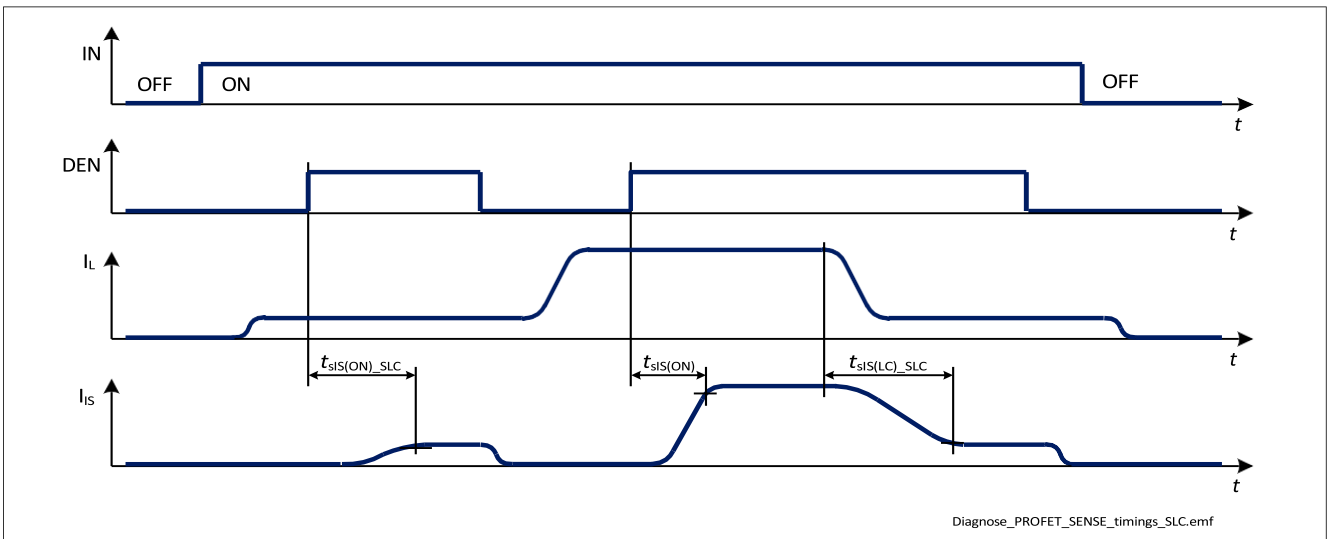 IN
OFF ON OFF
t
DEN
t
IL
t
tsIS(ON)_SLC tsIS(ON) tsIS(LC)_SLC
IIS
t
Diagnose_PROFET_SENSE_timings_SLC.emf